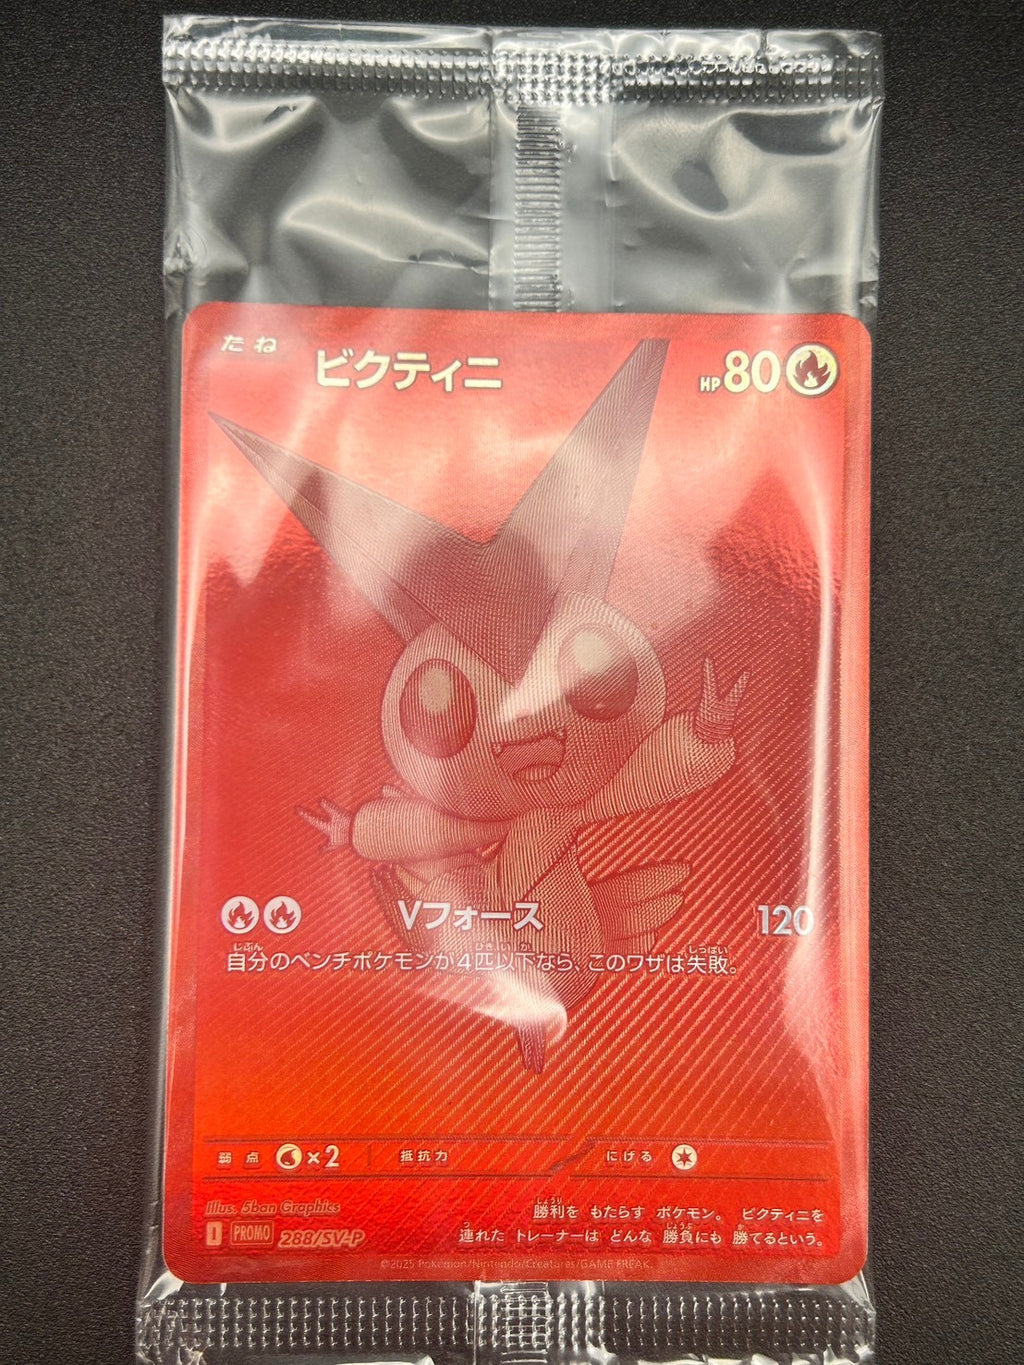 たね ビクティニ HP80
Vフォース 120
自分のベンチポケモンが4匹以下なら、このワザは失敗。
弱点 ×2 抵抗力 にげる
Illus. 5ban Graphics
勝利を もたらす ポケモン。 ビクティニを
連れた トレーナーは どんな 勝負にも 勝てるという。
I PROMO 288/SV-P
©2025 Pokémon/Nintendo/Creatures/GAME FREAK.